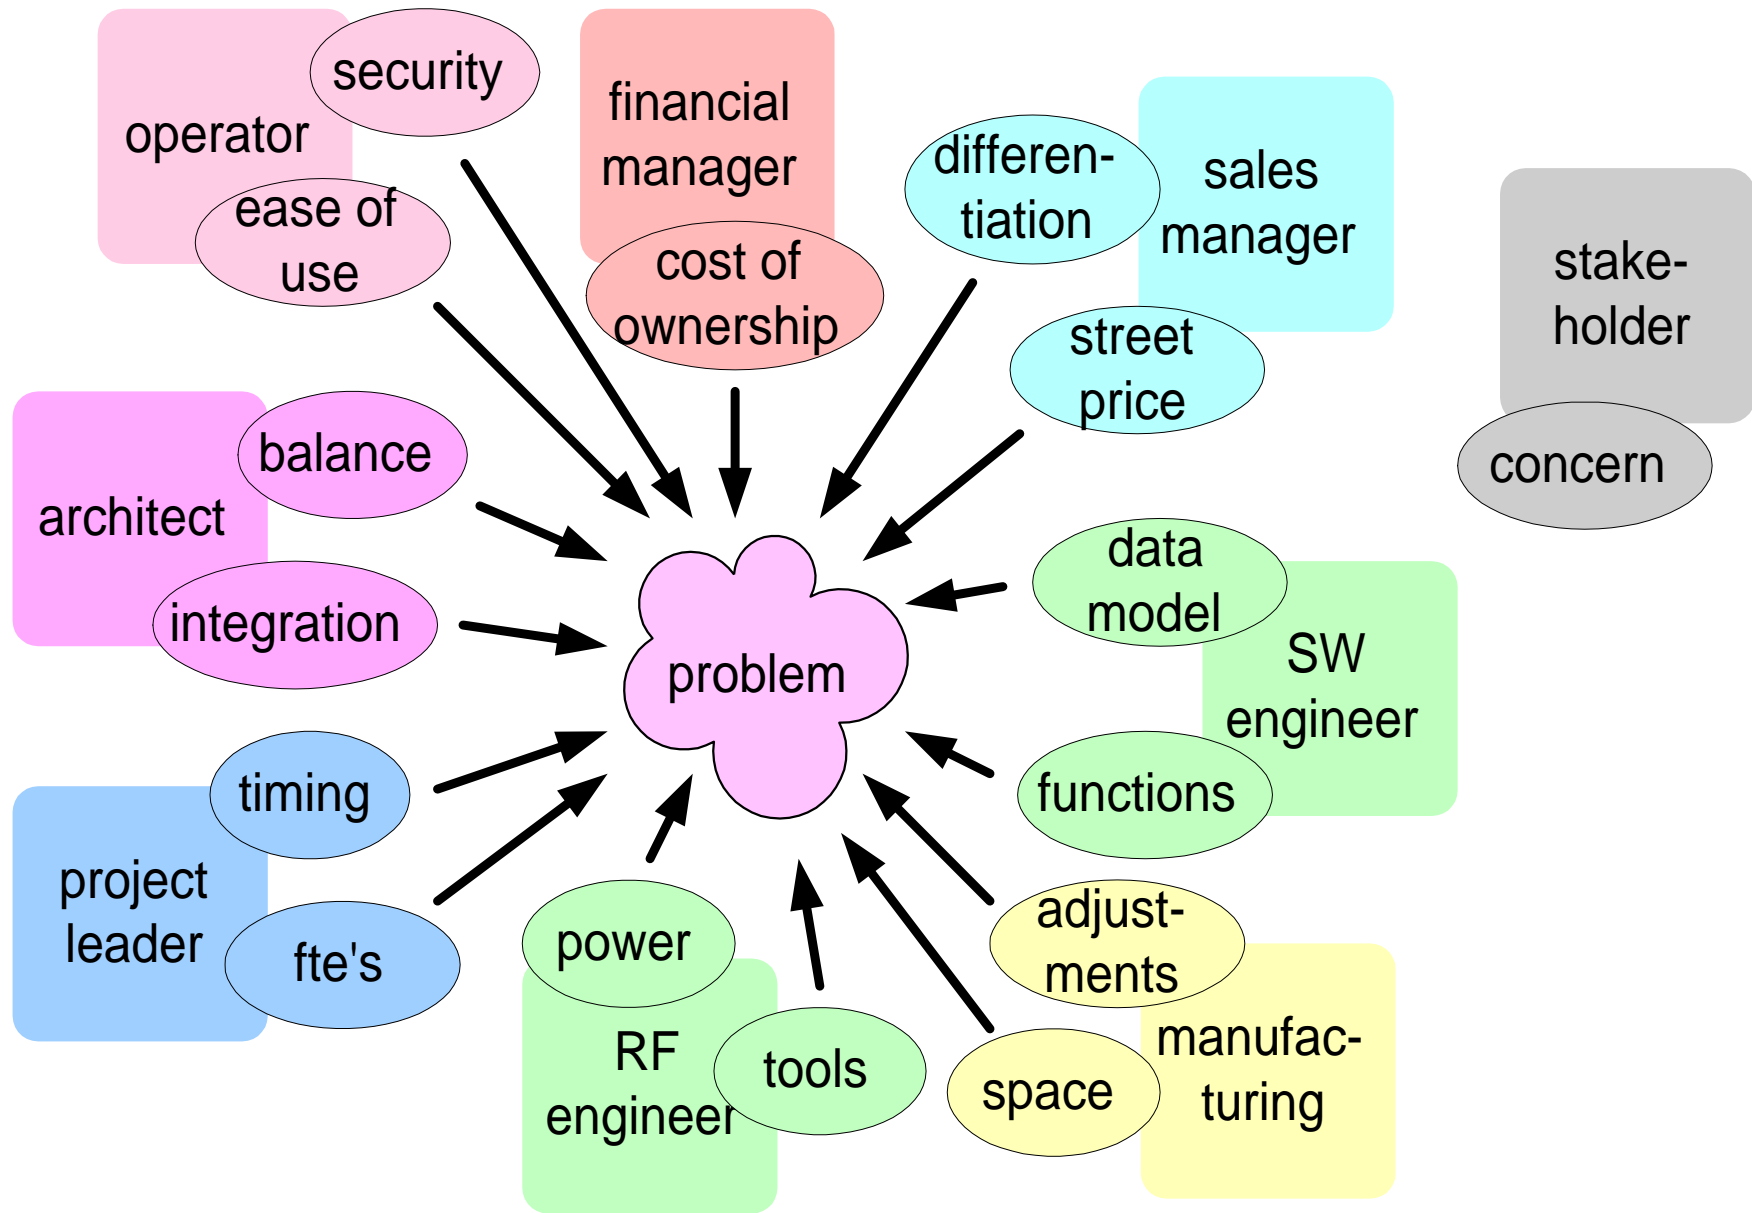 security
operator
ease of
use
financial
manager
cost of
ownership
differen-
tiation
sales
manager
street
price
stake-
holder
concern
balance
architect
integration
problem
data
model
SW
engineer
functions
timing
project
leader
fte's
power
RF
engineer
tools
adjust-
ments
space
manufac-
turing